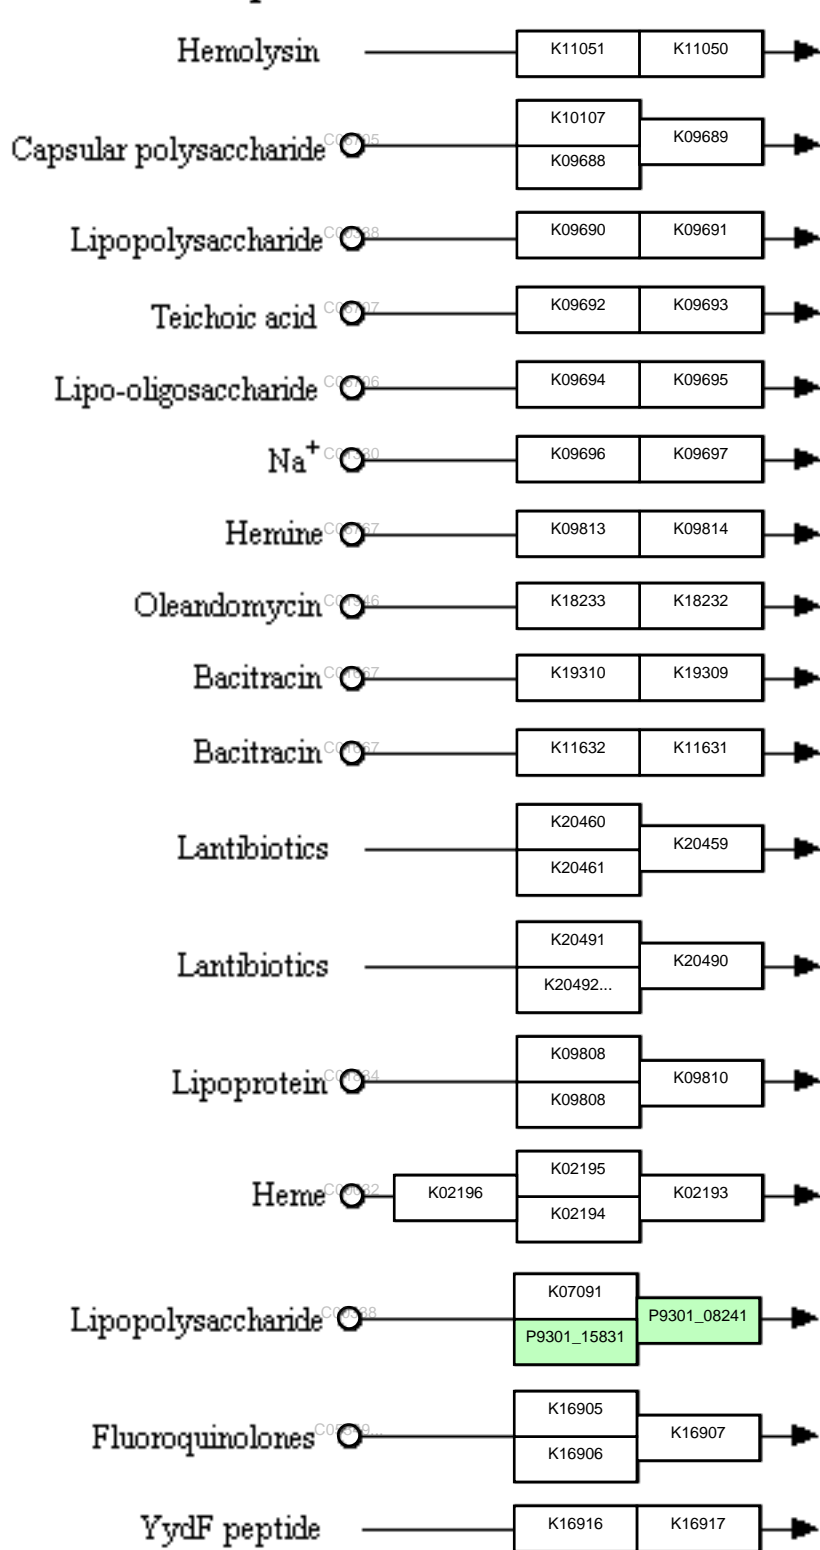 Hemolysin K11051 K11050
K10107
Capsular polysaccharide K09689
K09688
Lipopolysaccharide K09690 K09691
Teichoic acid K09692 K09693
Lipo-oligosaccharide K09694 K09695
Na+ K09696 K09697
Hemine K09813 K09814
Oleandomycin K18233 K18232
Bacitracin K19310 K19309
Bacitracin K11632 K11631
K20460
Lantibiotics K20459
K20461
K20491
Lantibiotics K20490
K20492...
K09808
Lipoprotein K09810
K09808
K02195
Heme K02196 K02193
K02194
K07091
Lipopolysaccharide P9301_08241
P9301_15831
K16905
Fluoroquinolones K16907
K16906
YydF peptide K16916 K16917